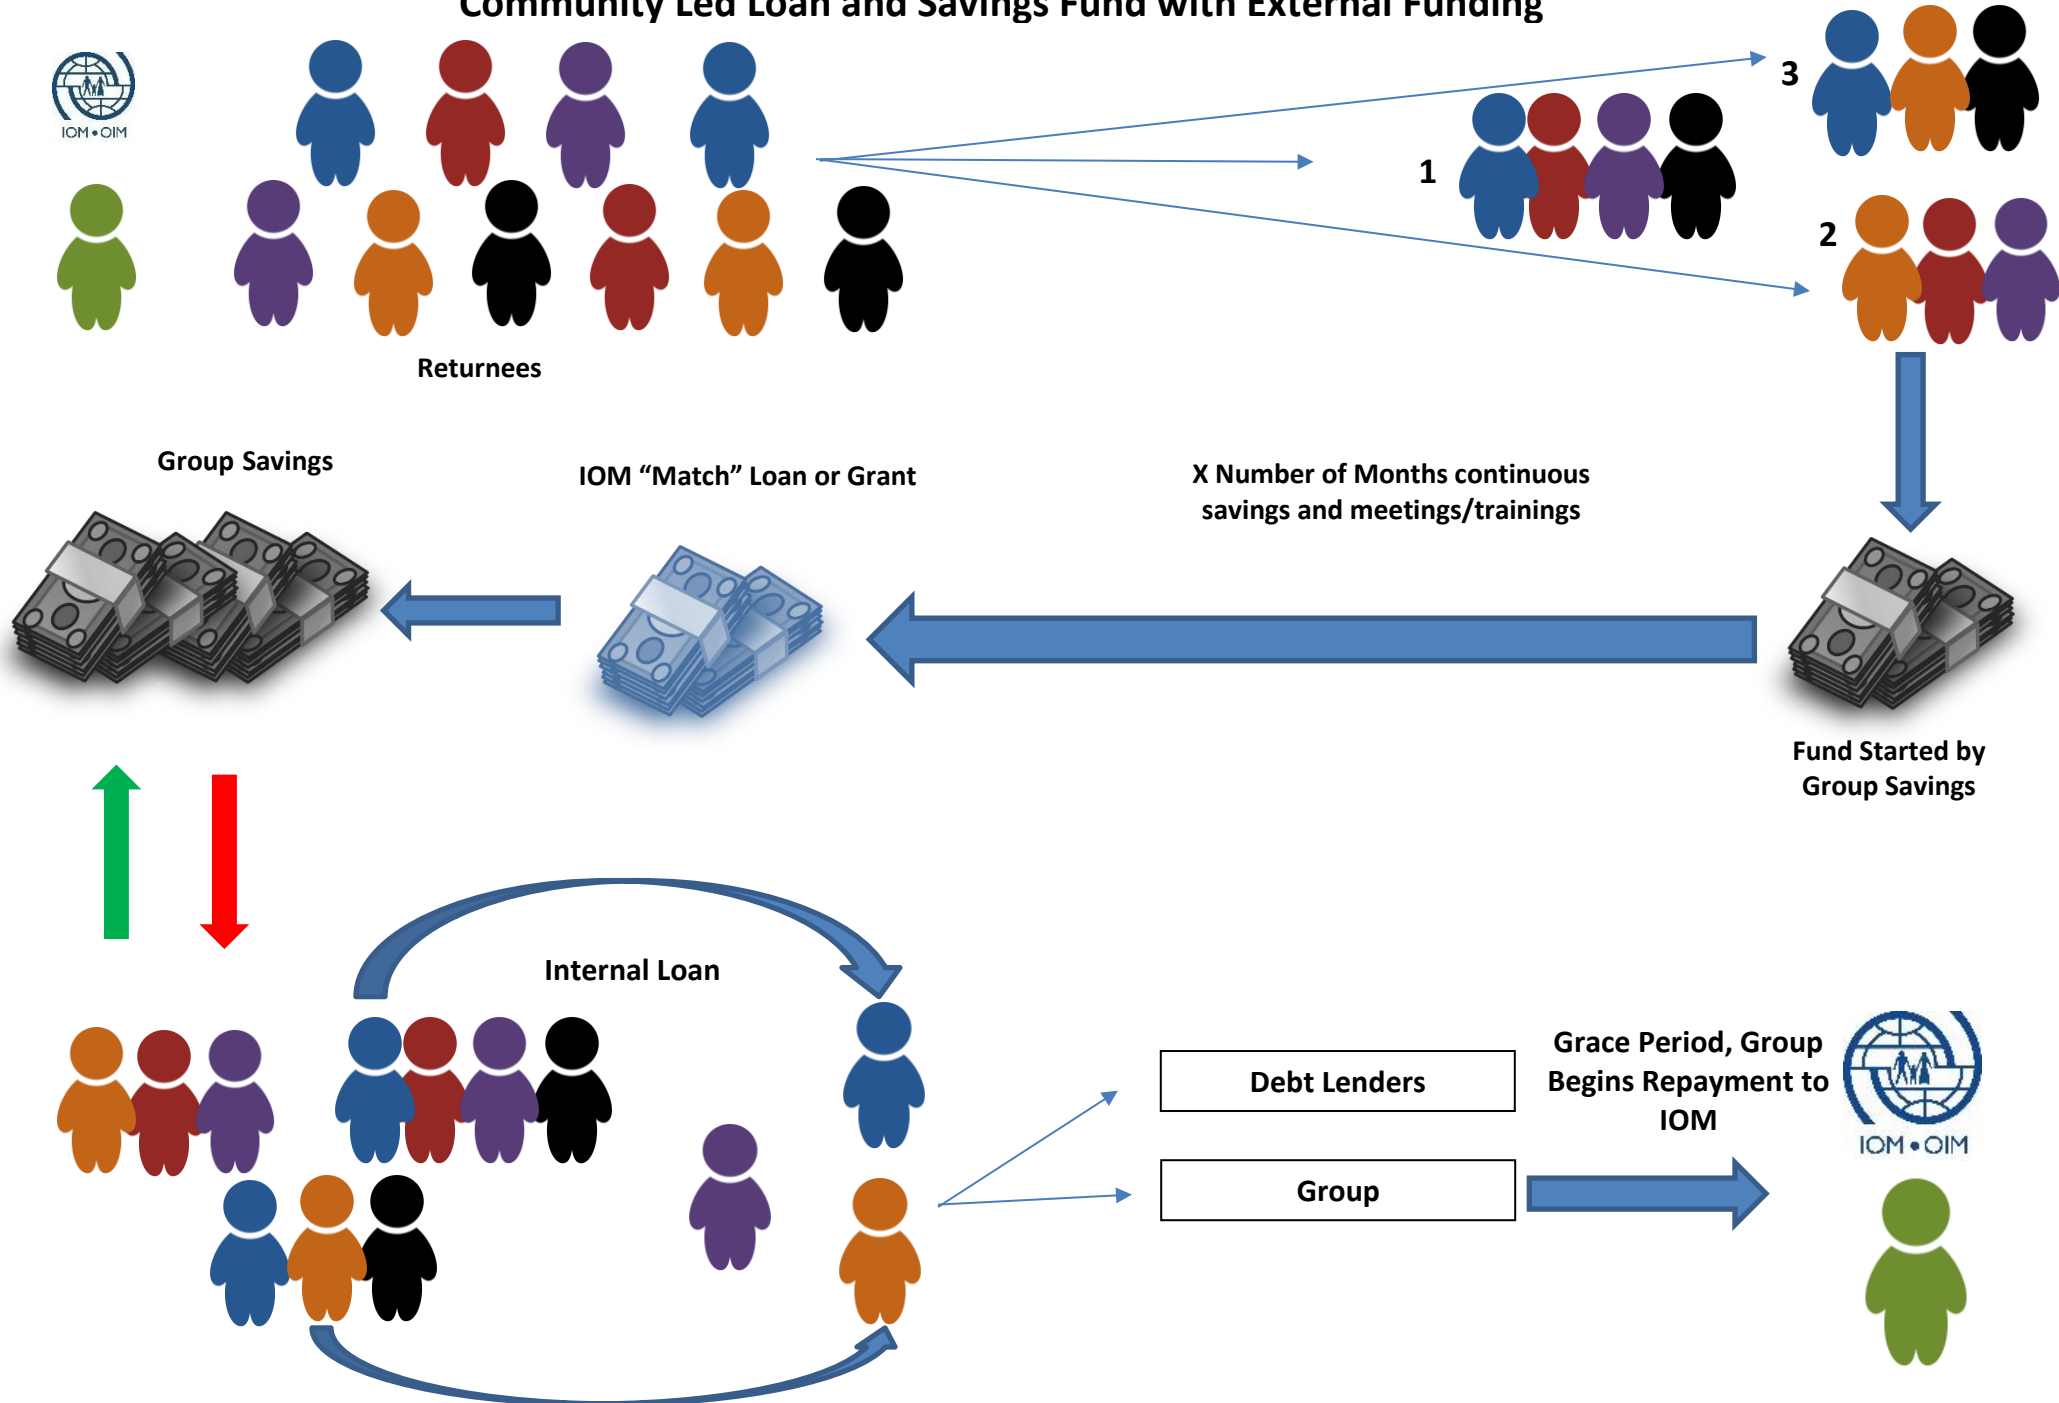 Community Led Loan and Savings Fund with External Funding
IOM • OIM
3
1
2
Returnees
Group Savings
IOM “Match” Loan or Grant
X Number of Months continuous
savings and meetings/trainings
Fund Started by
Group Savings
Internal Loan
Debt Lenders
Group
Grace Period, Group
Begins Repayment to
IOM
IOM • OIM